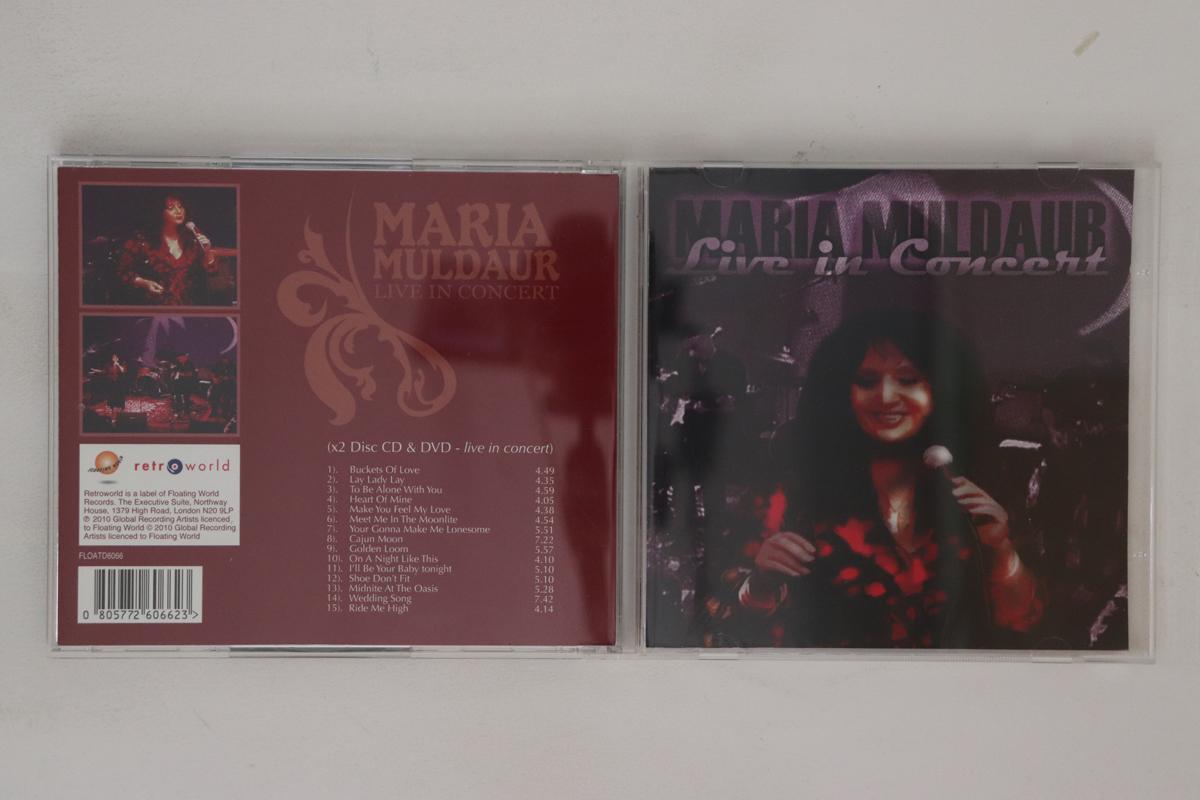 MARIA
MULDAUR
LIVE IN CONCERT
(x2 Disc CD & DVD - live in concert)
1). Buckets Of Love 4.49
2). Lay Lady Lay 4.35
3). To Be Alone With You 4.59
4). Heart Of Mine 4.05
5). Make You Feel My Love 4.38
6). Meet Me In The Moonlite 4.54
7). Your Gonna Make Me Lonesome 5.51
8). Cajun Moon 7.22
9). Golden Loom 5.57
10). On A Night Like This 4.10
11). I'll Be Your Baby tonight 5.10
12). Shoe Don't Fit 5.10
13). Midnite At The Oasis 5.28
14). Wedding Song 7.42
15). Ride Me High 4.14
FLOATING WORLD
retroworld
Retroworld is a label of Floating World
Records. The Executive Suite, Northway
House, 1379 High Road, London N20 9LP
℗ 2010 Global Recording Artists licenced
to Floating World © 2010 Global Recording
Artists licenced to Floating World
FLOATD6066
0 805772 606623 >
MARIA MULDAUR
Live in Concert